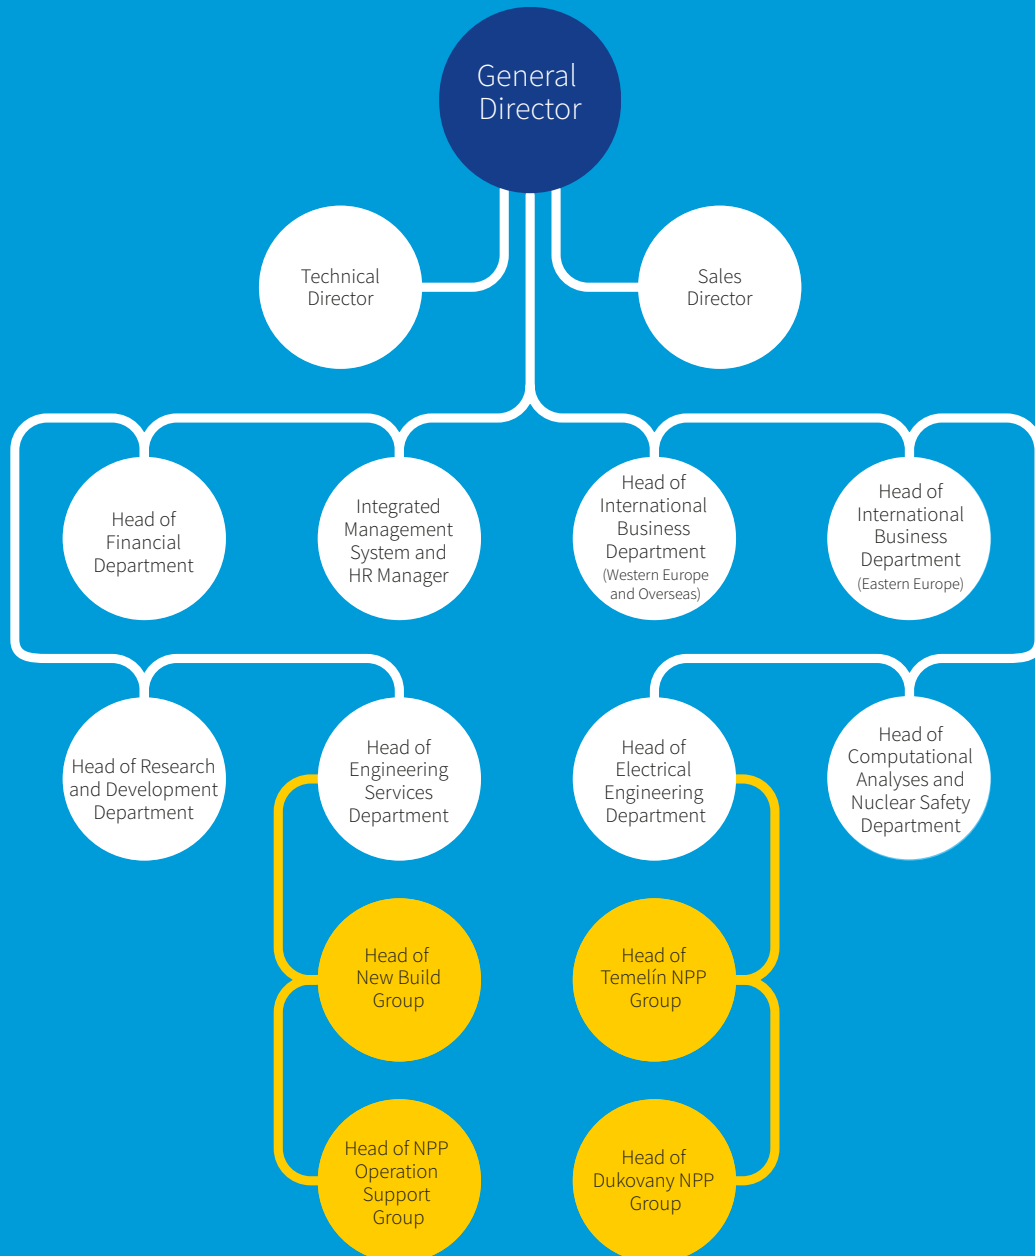 General
Director
Technical
Director
Sales
Director
Head of
Financial
Department
Integrated
Management
System and
HR Manager
Head of
International
Business
Department
(Western Europe
and Overseas)
Head of
International
Business
Department
(Eastern Europe)
Head of Research
and Development
Department
Head of
Engineering
Services
Department
Head of
Electrical
Engineering
Department
Head of
Computational
Analyses and
Nuclear Safety
Department
Head of
New Build
Group
Head of
Temelín NPP
Group
Head of NPP
Operation
Support
Group
Head of
Dukovany NPP
Group